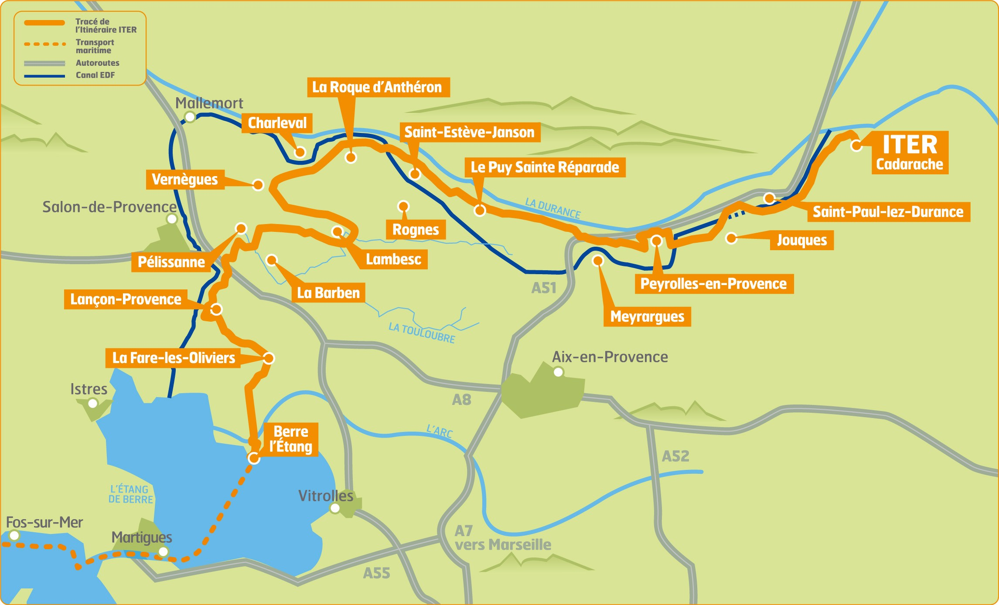 Tracé de
l'Itinéraire ITER
Transport
maritime
Autoroutes
Canal EDF
La Roque d'Anthéron
Mallemort
Charleval
Saint-Estève-Janson
ITER
Cadarache
Le Puy Sainte Réparade
Vernègues
Salon-de-Provence
LA DURANCE
Saint-Paul-lez-Durance
Rognes
Jouques
Pélissanne
Lambesc
Peyrolles-en-Provence
A51
La Barben
Lançon-Provence
Meyrargues
LA TOULOUBRE
La Fare-les-Oliviers
Aix-en-Provence
Istres
A8
Berre
l'Étang
L'ARC
A52
L'ÉTANG
DE BERRE
Vitrolles
Fos-sur-Mer
Martigues
A7
vers Marseille
A55